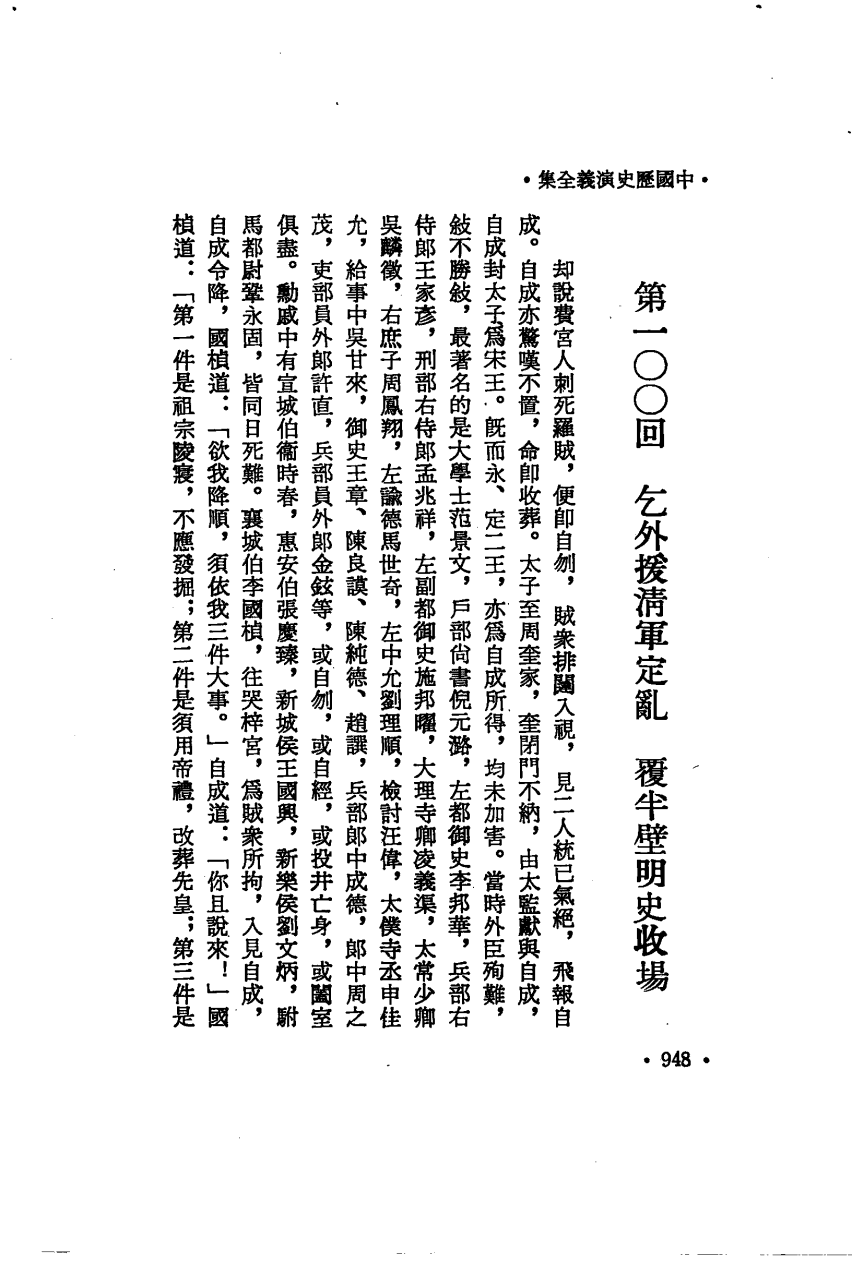 •中國歷史演義全集•
第一〇〇回　乞外援清軍定亂　覆半壁明史收場
却說費宮人刺死羅賊，便卽自刎，賊衆排闥入視，見二人統已氣絕，飛報自
成。自成亦驚嘆不置，命卽收葬。太子至周奎家，奎閉門不納，由太監獻與自成，
自成封太子爲宋王。旣而永、定二王，亦爲自成所得，均未加害。當時外臣殉難，
敍不勝敍，最著名的是大學士范景文，戶部尙書倪元潞，左都御史李邦華，兵部右
侍郎王家彥，刑部右侍郎孟兆祥，左副都御史施邦曜，大理寺卿凌義渠，太常少卿
吳麟徵，右庶子周鳳翔，左諭德馬世奇，左中允劉理順，檢討汪偉，太僕寺丞申佳
允，給事中吳甘來，御史王章、陳良謨、陳純德、趙譔，兵部郎中成德，郎中周之
茂，吏部員外郎許直，兵部員外郎金鉉等，或自刎，或自經，或投井亡身，或闔室
俱盡。勳戚中有宣城伯衞時春，惠安伯張慶臻，新城侯王國興，新樂侯劉文炳，駙
馬都尉鞏永固，皆同日死難。襄城伯李國楨，往哭梓宮，爲賊衆所拘，入見自成，
自成令降，國楨道：「欲我降順，須依我三件大事。」自成道：「你且說來！」國
楨道：「第一件是祖宗陵寢，不應發掘；第二件是須用帝禮，改葬先皇；第三件是
•948•